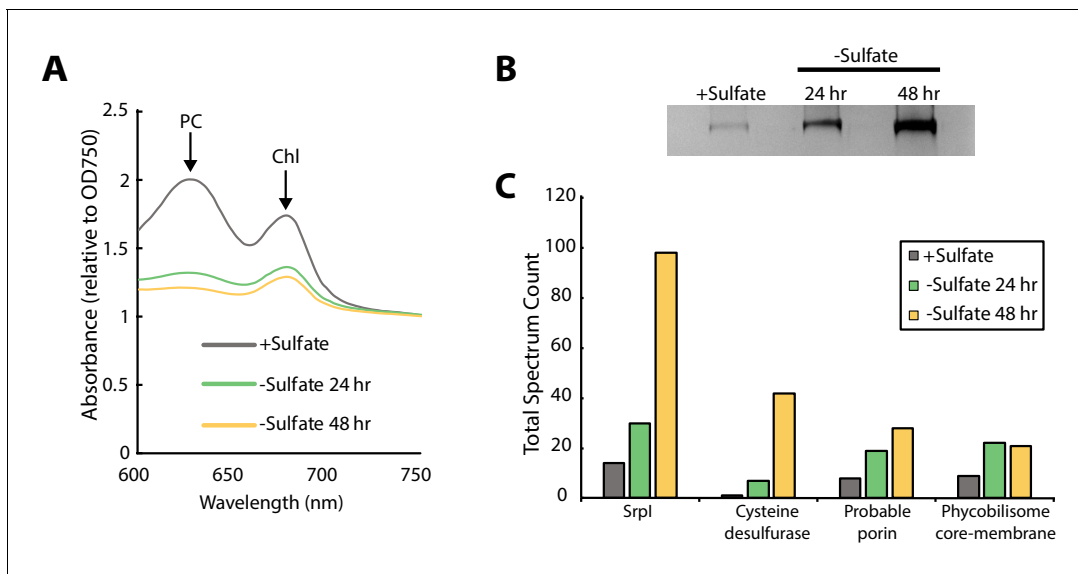 A
Absorbance (relative to OD750)
2.5
2
1.5
1
0.5
0
PC
Chl
+Sulfate
-Sulfate 24 hr
-Sulfate 48 hr
600
650
700
750
Wavelength (nm)
B
-Sulfate
+Sulfate 24 hr 48 hr
C
Total Spectrum Count
120
100
80
60
40
20
0
+Sulfate
-Sulfate 24 hr
-Sulfate 48 hr
SrpI
Cysteine
desulfurase
Probable
porin
Phycobilisome
core-membrane